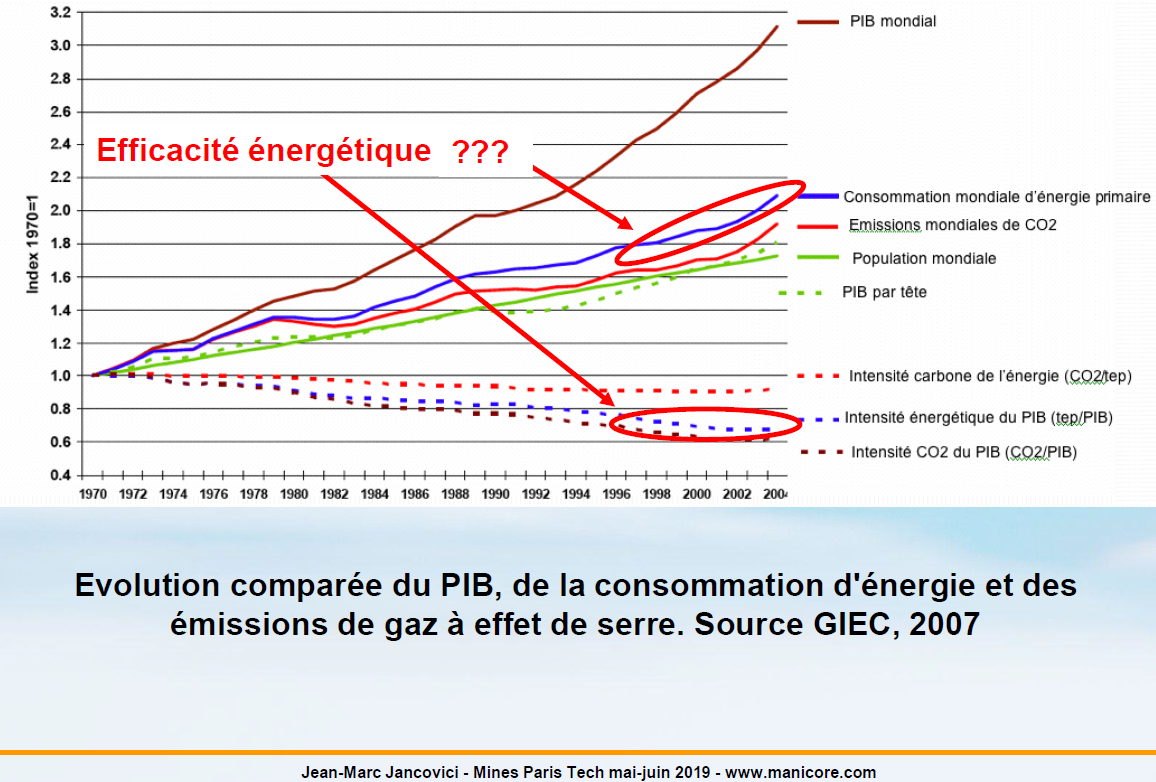 3.2
3.0
2.8
2.6
2.4
2.2
2.0
1.8
1.6
1.4
1.2
1.0
0.8
0.6
0.4
Index 1970=1
1970 1972 1974 1976 1978 1980 1982 1984 1986 1988 1990 1992 1994 1996 1998 2000 2002 2004
Efficacité énergétique ???
PIB mondial
Consommation mondiale d'énergie primaire
Emissions mondiales de CO2
Population mondiale
PIB par tête
Intensité carbone de l'énergie (CO2/tep)
Intensité énergétique du PIB (tep/PIB)
Intensité CO2 du PIB (CO2/PIB)
Evolution comparée du PIB, de la consommation d'énergie et des
émissions de gaz à effet de serre. Source GIEC, 2007
Jean-Marc Jancovici - Mines Paris Tech mai-juin 2019 - www.manicore.com